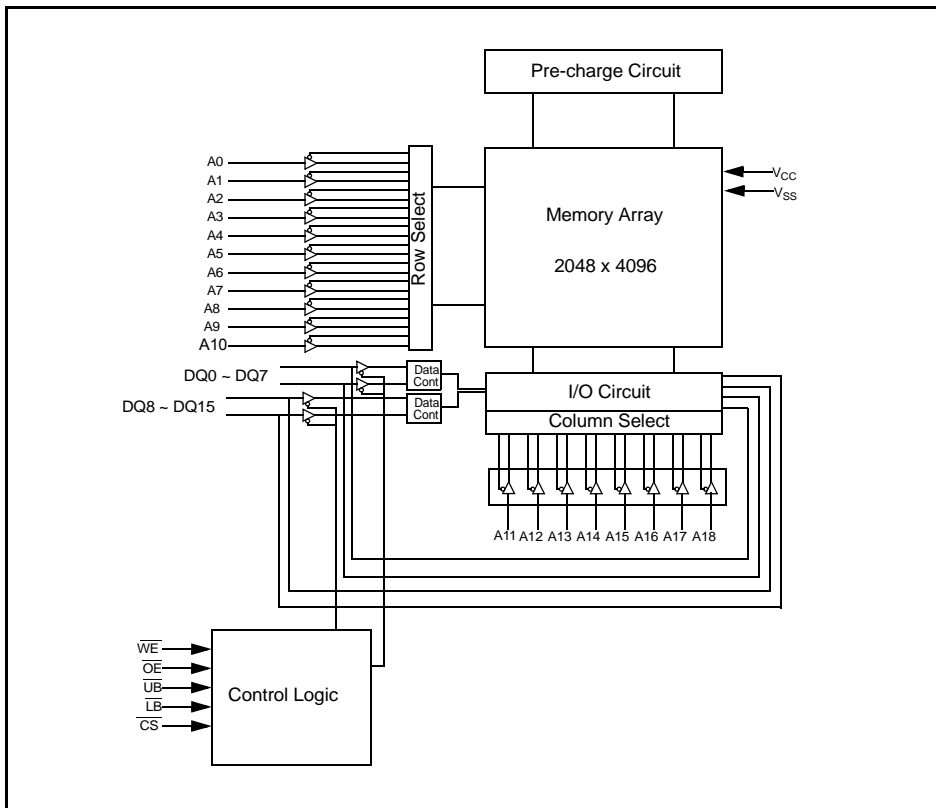 Pre-charge Circuit
A0
A1
A2
A3
A4
A5
A6
A7
A8
A9
A10
Row Select
Memory Array
2048 x 4096
VCC
VSS
DQ0 ~ DQ7
DQ8 ~ DQ15
Data
Cont
Data
Cont
I/O Circuit
Column Select
A11 A12 A13 A14 A15 A16 A17 A18
WE
OE
UB
LB
CS
Control Logic